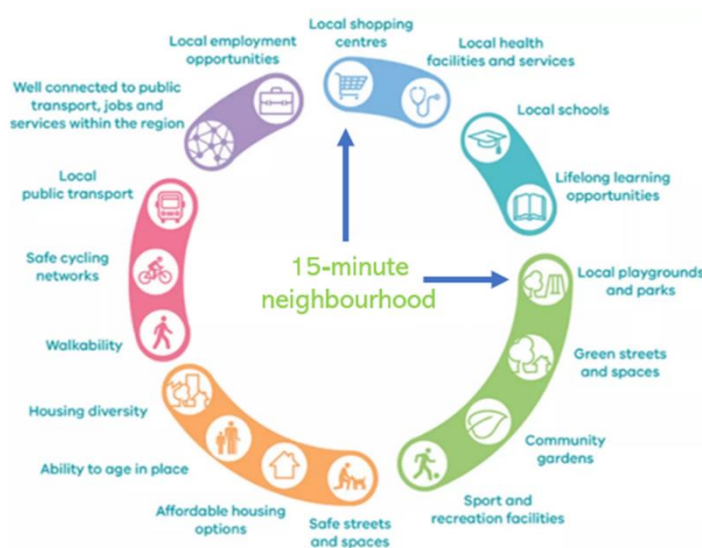 Local shopping
centres
Local health
facilities and services
Local schools
Lifelong learning
opportunities
Local playgrounds
and parks
Green streets
and spaces
Community
gardens
Sport and
recreation facilities
Safe streets
and spaces
Affordable housing
options
Ability to age in place
Housing diversity
Walkability
Safe cycling
networks
Local
public transport
Well connected to public
transport, jobs and
services within the region
Local employment
opportunities
15-minute
neighbourhood